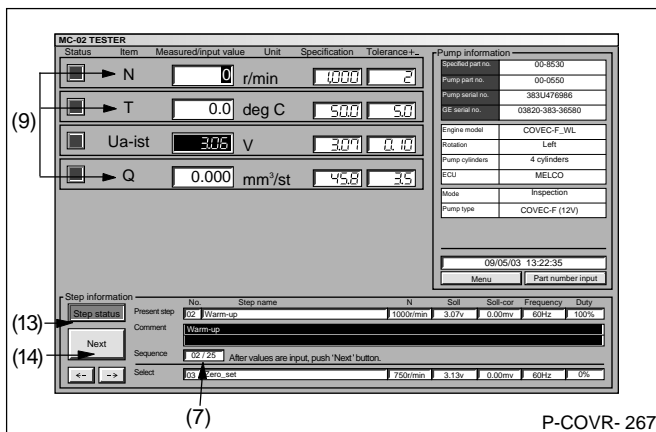 MC-02 TESTER
Status Item Measured/input value Unit Specification Tolerance+_
N 0 r/min 1000 2
T 0.0 deg C 50.0 5.0
Ua-ist 3.06 V 3.07 0.10
Q 0.000 mm³/st 45.8 3.5
(9)
Pump information
Specified part no. 00-8530
Pump part no. 00-0550
Pump serial no. 383U476986
GE serial no. 03820-383-36580
Engine model COVEC-F_WL
Rotation Left
Pump cylinders 4 cylinders
ECU MELCO
Mode Inspection
Pump type COVEC-F (12V)
09/05/03 13:22:35
Menu Part number input
Step information
No. Step name N Soll Soll-cor Frequency Duty
Step status Present step 02 Warm-up 1000r/min 3.07v 0.00mv 60Hz 100%
(13)
Comment Warm-up
Next
(14)
Sequence 02 / 25 After values are input, push ‘Next’ button.
<- -> Select 03 Zero_set 750r/min 3.13v 0.00mv 60Hz 0%
(7)
P-COVR- 267